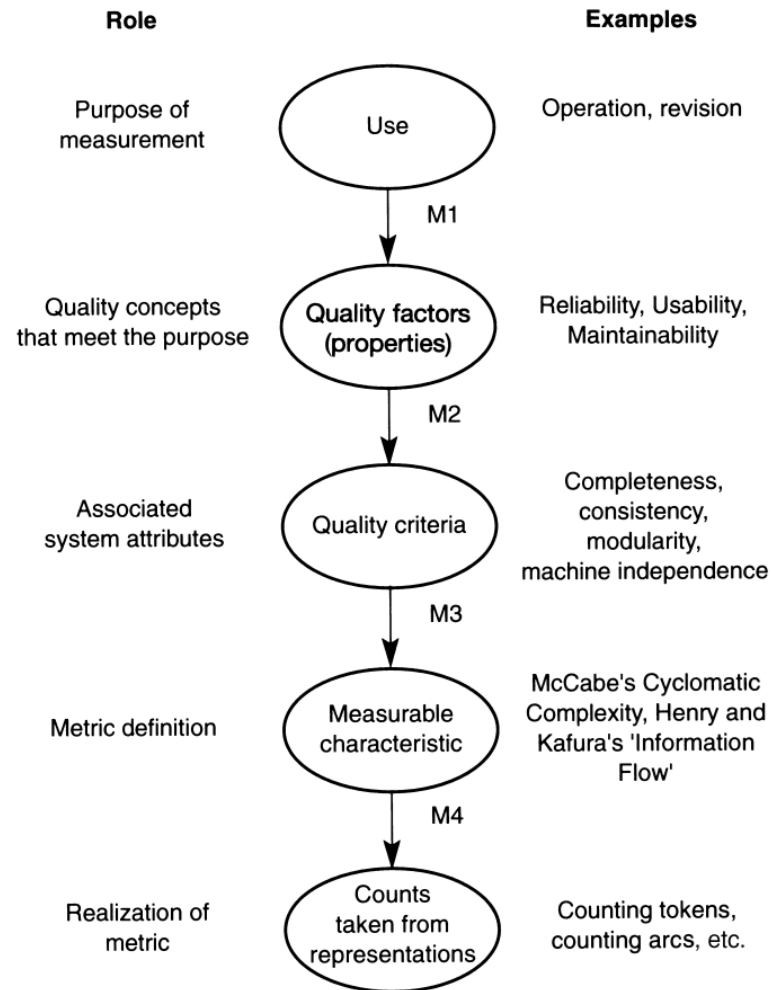 Role
Examples
Purpose of
measurement
Use
Operation, revision
M1
Quality concepts
that meet the purpose
Quality factors
(properties)
Reliability, Usability,
Maintainability
M2
Associated
system attributes
Quality criteria
Completeness,
consistency,
modularity,
machine independence
M3
Metric definition
Measurable
characteristic
McCabe's Cyclomatic
Complexity, Henry and
Kafura's 'Information
Flow'
M4
Realization of
metric
Counts
taken from
representations
Counting tokens,
counting arcs, etc.